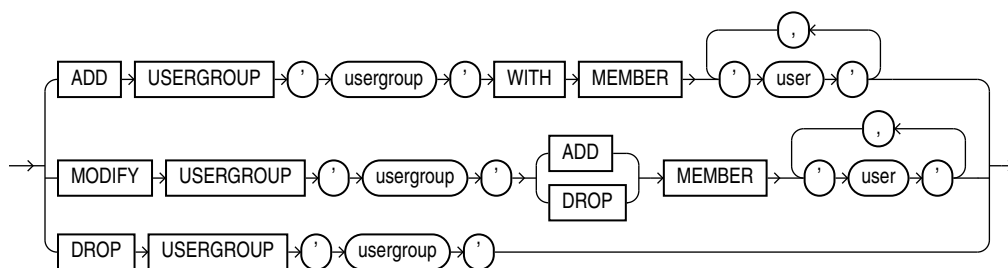 ,
ADD USERGROUP ' usergroup ' WITH MEMBER ' user '
,
ADD
MODIFY USERGROUP ' usergroup ' MEMBER ' user '
DROP
DROP USERGROUP ' usergroup '